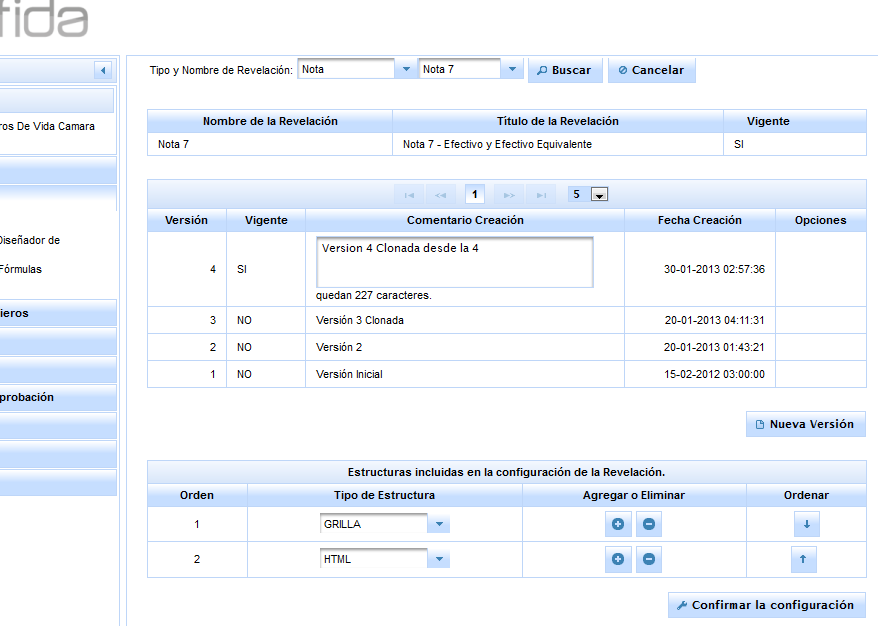 fida
Tipo y Nombre de Revelación: Nota Nota 7 Buscar Cancelar
ros De Vida Camara
Nombre de la Revelación Título de la Revelación Vigente
Nota 7 Nota 7 - Efectivo y Efectivo Equivalente SI
1 5
Versión Vigente Comentario Creación Fecha Creación Opciones
Diseñador de
Fórmulas
4 SI Version 4 Clonada desde la 4 30-01-2013 02:57:36
quedan 227 caracteres.
ieros
3 NO Versión 3 Clonada 20-01-2013 04:11:31
2 NO Versión 2 20-01-2013 01:43:21
1 NO Versión Inicial 15-02-2012 03:00:00
probación
Nueva Versión
Estructuras incluidas en la configuración de la Revelación.
Orden Tipo de Estructura Agregar o Eliminar Ordenar
1 GRILLA
2 HTML
Confirmar la configuración